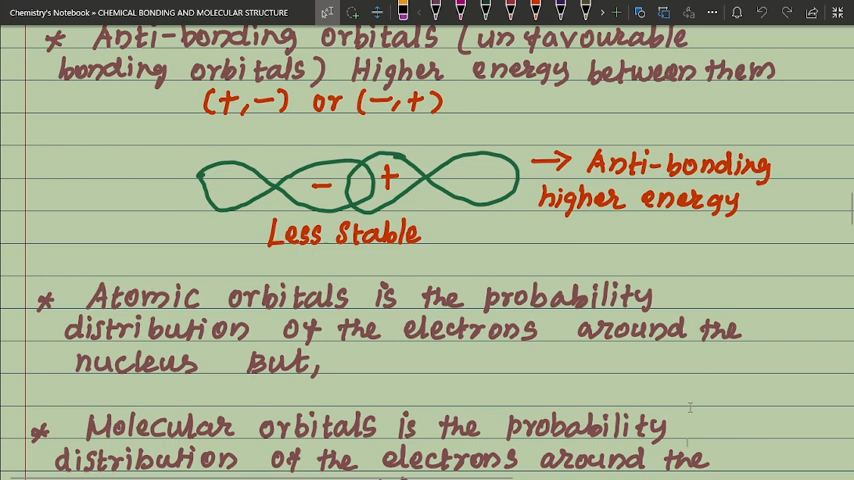 Chemistry's Notebook » CHEMICAL BONDING AND MOLECULAR STRUCTURE
* Anti-bonding orbitals (unfavourable
bonding orbitals) Higher energy between them
(+,-) or (-,+)
- +
→ Anti-bonding
higher energy
Less Stable
* Atomic orbitals is the probability
distribution of the electrons around the
nucleus But,
* Molecular orbitals is the probability
distribution of the electrons around the